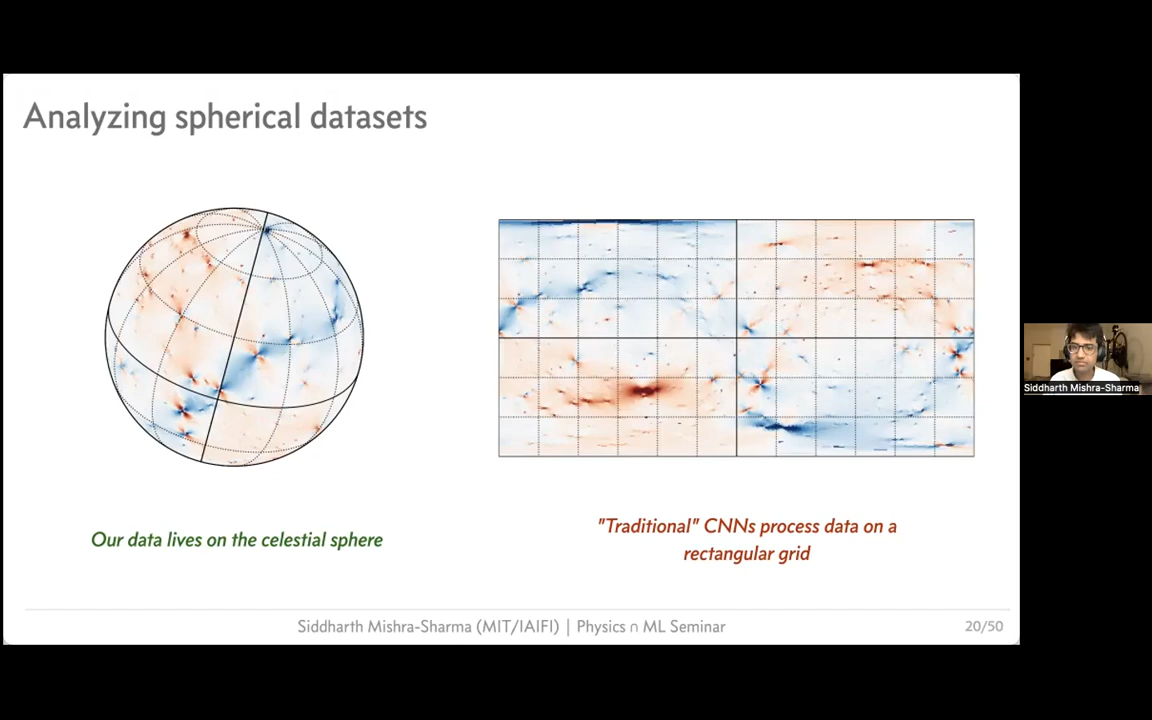 Analyzing spherical datasets
Our data lives on the celestial sphere
"Traditional" CNNs process data on a
rectangular grid
Siddharth Mishra-Sharma (MIT/IAIFI) | Physics ∩ ML Seminar
20/50
Siddharth Mishra-Sharma